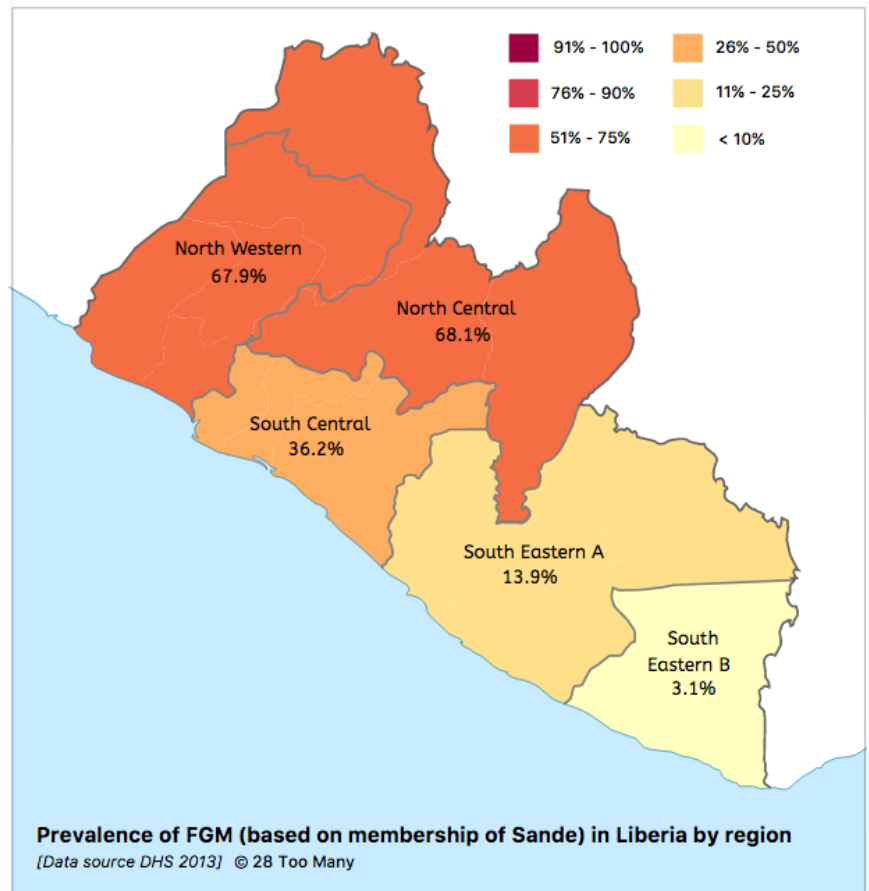 91% - 100%
26% - 50%
76% - 90%
11% - 25%
51% - 75%
< 10%
North Western
67.9%
North Central
68.1%
South Central
36.2%
South Eastern A
13.9%
South
Eastern B
3.1%
Prevalence of FGM (based on membership of Sande) in Liberia by region
[Data source DHS 2013] © 28 Too Many